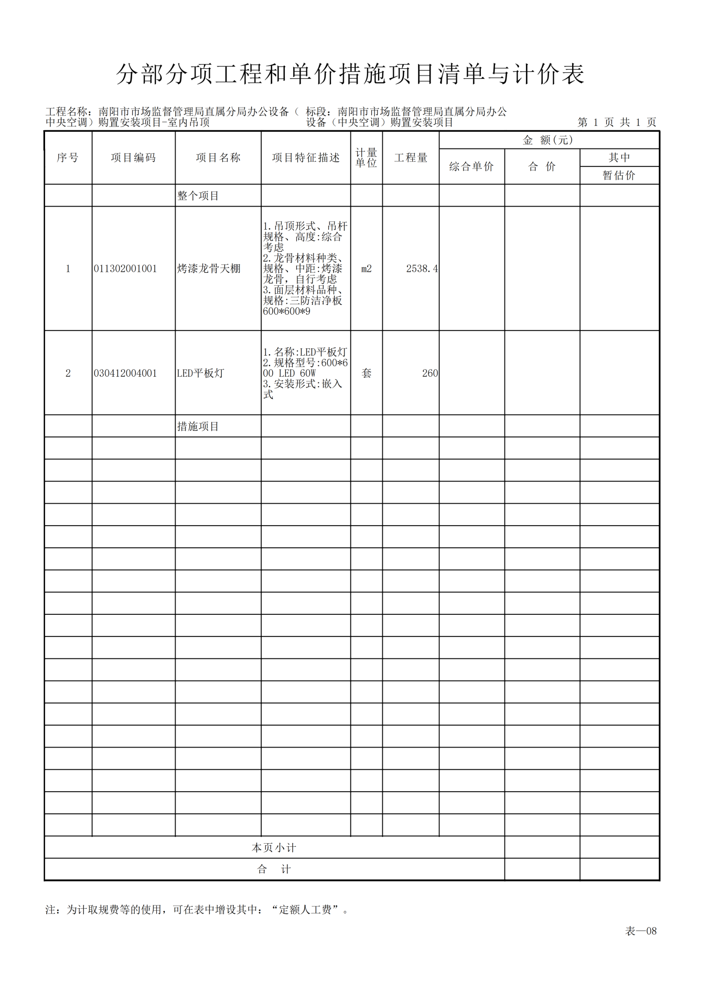 分部分项工程和单价措施项目清单与计价表
工程名称：南阳市市场监督管理局直属分局办公设备（
中央空调）购置安装项目-室内吊顶
标段：南阳市市场监督管理局直属分局办公
设备（中央空调）购置安装项目
第 1 页 共 1 页
序号 项目编码 项目名称 项目特征描述 计量单位 工程量 金 额(元)
综合单价 合 价 其中
暂估价
整个项目
1 011302001001 烤漆龙骨天棚
1.吊顶形式、吊杆
规格、高度:综合
考虑
2.龙骨材料种类、
规格、中距:烤漆
龙骨，自行考虑
3.面层材料品种、
规格:三防洁净板
600*600*9
m2 2538.4
2 030412004001 LED平板灯
1.名称:LED平板灯
2.规格型号:600*6
00 LED 60W
3.安装形式:嵌入
式
套 260
措施项目
本页小计
合 计
注：为计取规费等的使用，可在表中增设其中：“定额人工费”。
表—08